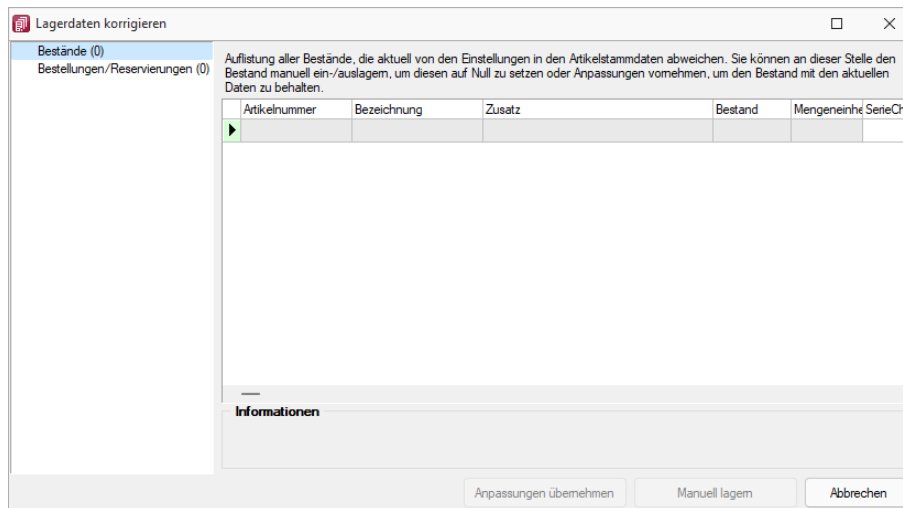 Lagerdaten korrigieren
Bestände (0)
Bestellungen/Reservierungen (0)
Auflistung aller Bestände, die aktuell von den Einstellungen in den Artikelstammdaten abweichen. Sie können an dieser Stelle den
Bestand manuell ein-/auslagern, um diesen auf Null zu setzen oder Anpassungen vornehmen, um den Bestand mit den aktuellen
Daten zu behalten.
Artikelnummer Bezeichnung Zusatz Bestand Mengeneinhe SerieCh
Informationen
Anpassungen übernehmen Manuell lagern Abbrechen